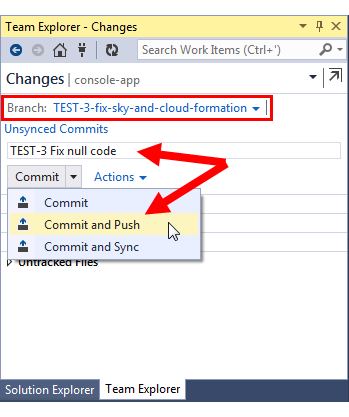 Team Explorer - Changes
Search Work Items (Ctrl+')
Changes | console-app
Branch: TEST-3-fix-sky-and-cloud-formation
Unsynced Commits
TEST-3 Fix null code
Commit Actions
Commit
Commit and Push
Commit and Sync
Untracked Files
Solution Explorer Team Explorer